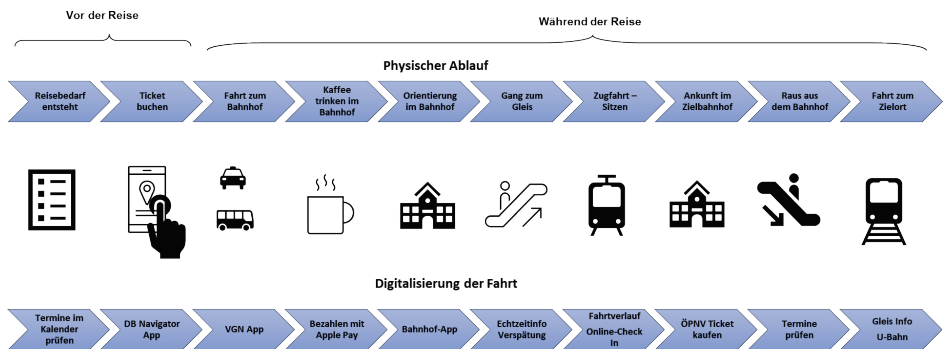 Vor der Reise
Während der Reise
Physischer Ablauf
Reisebedarf
entsteht
Ticket
buchen
Fahrt zum
Bahnhof
Kaffee
trinken im
Bahnhof
Orientierung
im Bahnhof
Gang zum
Gleis
Zugfahrt –
Sitzen
Ankunft im
Zielbahnhof
Raus aus
dem Bahnhof
Fahrt zum
Zielort
Digitalisierung der Fahrt
Termine im
Kalender
prüfen
DB Navigator
App
VGN App
Bezahlen mit
Apple Pay
Bahnhof-App
Echtzeitinfo
Verspätung
Fahrtverlauf
Online-Check
In
ÖPNV Ticket
kaufen
Termine
prüfen
Gleis Info
U-Bahn